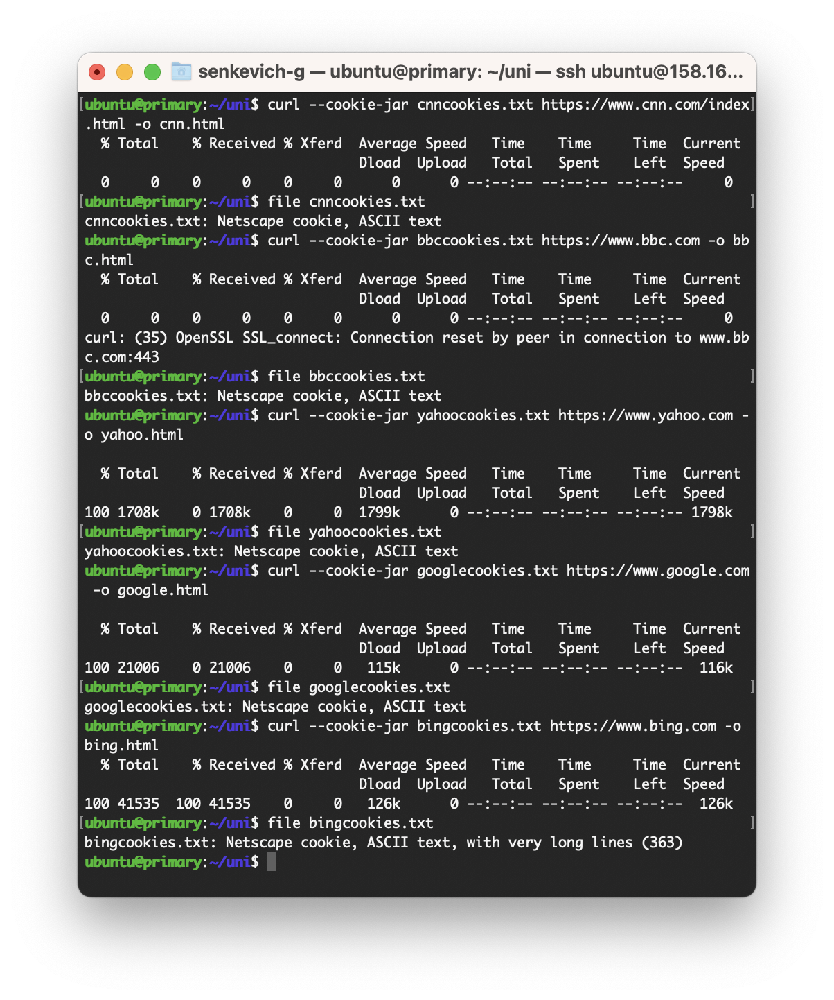 senkevich-g — ubuntu@primary: ~/uni — ssh ubuntu@158.16...
[ubuntu@primary:~/uni$ curl --cookie-jar cnncookies.txt https://www.cnn.com/index]
.html -o cnn.html
  % Total    % Received % Xferd  Average Speed   Time    Time     Time  Current
                                 Dload  Upload   Total   Spent    Left  Speed
  0     0    0     0    0     0      0      0 --:--:-- --:--:-- --:--:--     0
[ubuntu@primary:~/uni$ file cnncookies.txt ]
cnncookies.txt: Netscape cookie, ASCII text
ubuntu@primary:~/uni$ curl --cookie-jar bbccookies.txt https://www.bbc.com -o bb
c.html
  % Total    % Received % Xferd  Average Speed   Time    Time     Time  Current
                                 Dload  Upload   Total   Spent    Left  Speed
  0     0    0     0    0     0      0      0 --:--:-- --:--:-- --:--:--     0
curl: (35) OpenSSL SSL_connect: Connection reset by peer in connection to www.bb
c.com:443
[ubuntu@primary:~/uni$ file bbccookies.txt ]
bbccookies.txt: Netscape cookie, ASCII text
ubuntu@primary:~/uni$ curl --cookie-jar yahoocookies.txt https://www.yahoo.com -
o yahoo.html
  % Total    % Received % Xferd  Average Speed   Time    Time     Time  Current
                                 Dload  Upload   Total   Spent    Left  Speed
100 1708k    0 1708k    0     0  1799k      0 --:--:-- --:--:-- --:--:-- 1798k
[ubuntu@primary:~/uni$ file yahoocookies.txt ]
yahoocookies.txt: Netscape cookie, ASCII text
ubuntu@primary:~/uni$ curl --cookie-jar googlecookies.txt https://www.google.com
 -o google.html
  % Total    % Received % Xferd  Average Speed   Time    Time     Time  Current
                                 Dload  Upload   Total   Spent    Left  Speed
100 21006    0 21006    0     0   115k      0 --:--:-- --:--:-- --:--:--  116k
[ubuntu@primary:~/uni$ file googlecookies.txt ]
googlecookies.txt: Netscape cookie, ASCII text
ubuntu@primary:~/uni$ curl --cookie-jar bingcookies.txt https://www.bing.com -o
bing.html
  % Total    % Received % Xferd  Average Speed   Time    Time     Time  Current
                                 Dload  Upload   Total   Spent    Left  Speed
100 41535  100 41535    0     0   126k      0 --:--:-- --:--:-- --:--:--  126k
[ubuntu@primary:~/uni$ file bingcookies.txt ]
bingcookies.txt: Netscape cookie, ASCII text, with very long lines (363)
ubuntu@primary:~/uni$